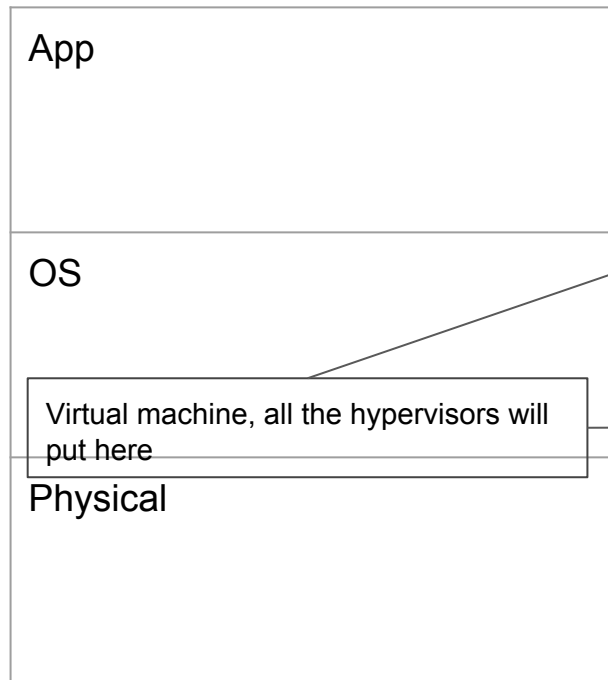 App
OS
Virtual machine, all the hypervisors will
put here
Physical